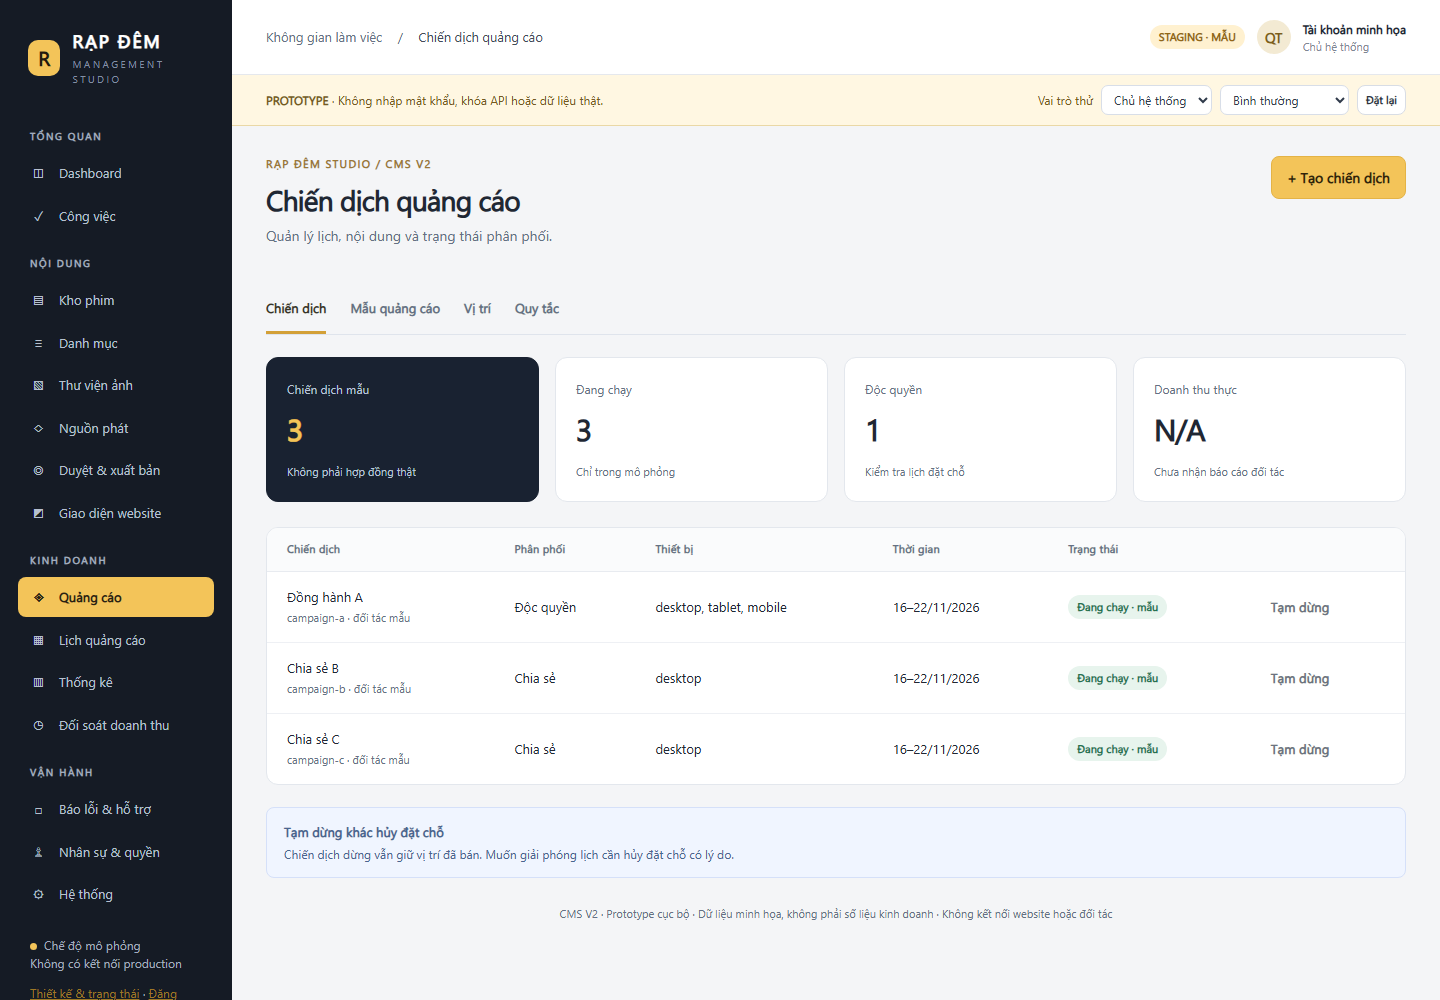 R
RẠP ĐÊM
MANAGEMENT
STUDIO
TỔNG QUAN
Dashboard
Công việc
NỘI DUNG
Kho phim
Danh mục
Thư viện ảnh
Nguồn phát
Duyệt & xuất bản
Giao diện website
KINH DOANH
Quảng cáo
Lịch quảng cáo
Thống kê
Đối soát doanh thu
VẬN HÀNH
Báo lỗi & hỗ trợ
Nhân sự & quyền
Hệ thống
Chế độ mô phỏng
Không có kết nối production
Thiết kế & trạng thái · Đăng
Không gian làm việc / Chiến dịch quảng cáo
STAGING · MẪU
QT
Tài khoản minh họa
Chủ hệ thống
PROTOTYPE · Không nhập mật khẩu, khóa API hoặc dữ liệu thật.
Vai trò thử
Chủ hệ thống
Bình thường
Đặt lại
RẠP ĐÊM STUDIO / CMS V2
Chiến dịch quảng cáo
Quản lý lịch, nội dung và trạng thái phân phối.
+ Tạo chiến dịch
Chiến dịch Mẫu quảng cáo Vị trí Quy tắc
Chiến dịch mẫu
3
Không phải hợp đồng thật
Đang chạy
3
Chỉ trong mô phỏng
Độc quyền
1
Kiểm tra lịch đặt chỗ
Doanh thu thực
N/A
Chưa nhận báo cáo đối tác
Chiến dịch Phân phối Thiết bị Thời gian Trạng thái
Đồng hành A
campaign-a · đối tác mẫu
Độc quyền desktop, tablet, mobile 16–22/11/2026 Đang chạy · mẫu Tạm dừng
Chia sẻ B
campaign-b · đối tác mẫu
Chia sẻ desktop 16–22/11/2026 Đang chạy · mẫu Tạm dừng
Chia sẻ C
campaign-c · đối tác mẫu
Chia sẻ desktop 16–22/11/2026 Đang chạy · mẫu Tạm dừng
Tạm dừng khác hủy đặt chỗ
Chiến dịch dừng vẫn giữ vị trí đã bán. Muốn giải phóng lịch cần hủy đặt chỗ có lý do.
CMS V2 · Prototype cục bộ · Dữ liệu minh họa, không phải số liệu kinh doanh · Không kết nối website hoặc đối tác